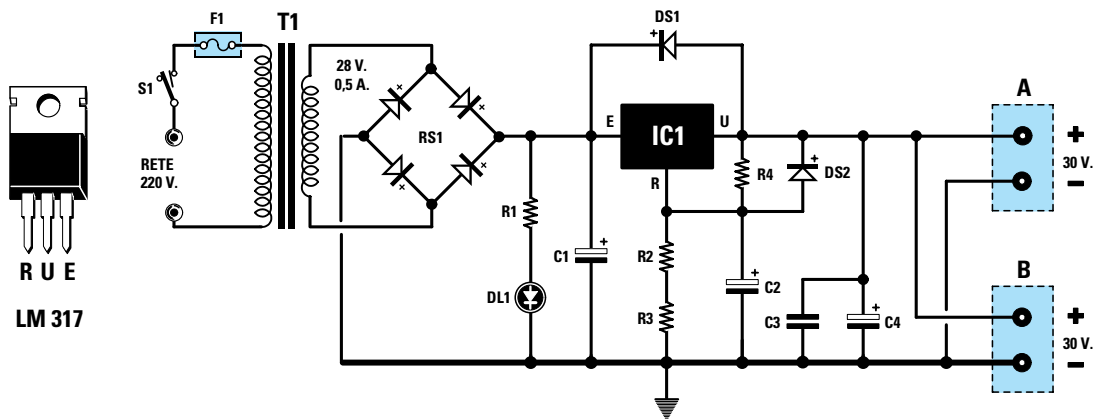 F1
T1
S1
RETE
220 V.
28 V.
0,5 A.
RS1
DS1
E
IC1
U
R
R1
DL1
C1
R2
R3
R4
DS2
C2
C3
C4
A
+
30 V.
–
B
+
30 V.
–
R U E
LM 317